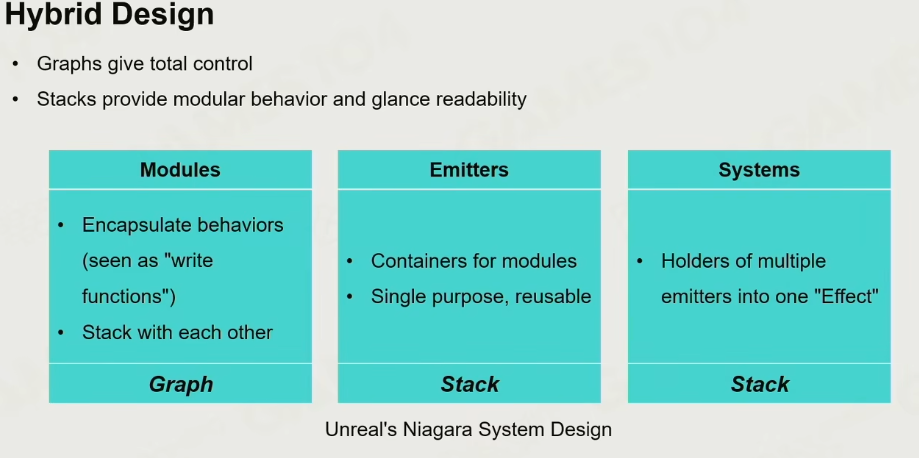 Hybrid Design
• Graphs give total control
• Stacks provide modular behavior and glance readability
Modules
• Encapsulate behaviors
(seen as "write
functions")
• Stack with each other
Graph
Emitters
• Containers for modules
• Single purpose, reusable
Stack
Systems
• Holders of multiple
emitters into one "Effect"
Stack
Unreal's Niagara System Design